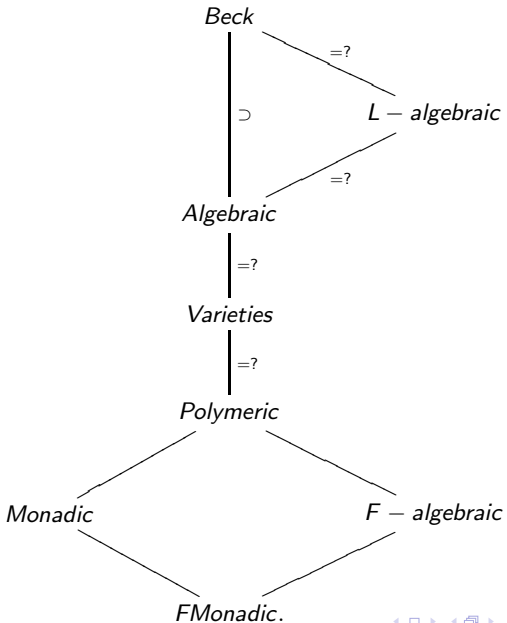 Beck
=?
⊃
L − algebraic
=?
Algebraic
=?
Varieties
=?
Polymeric
Monadic
F − algebraic
FMonadic.